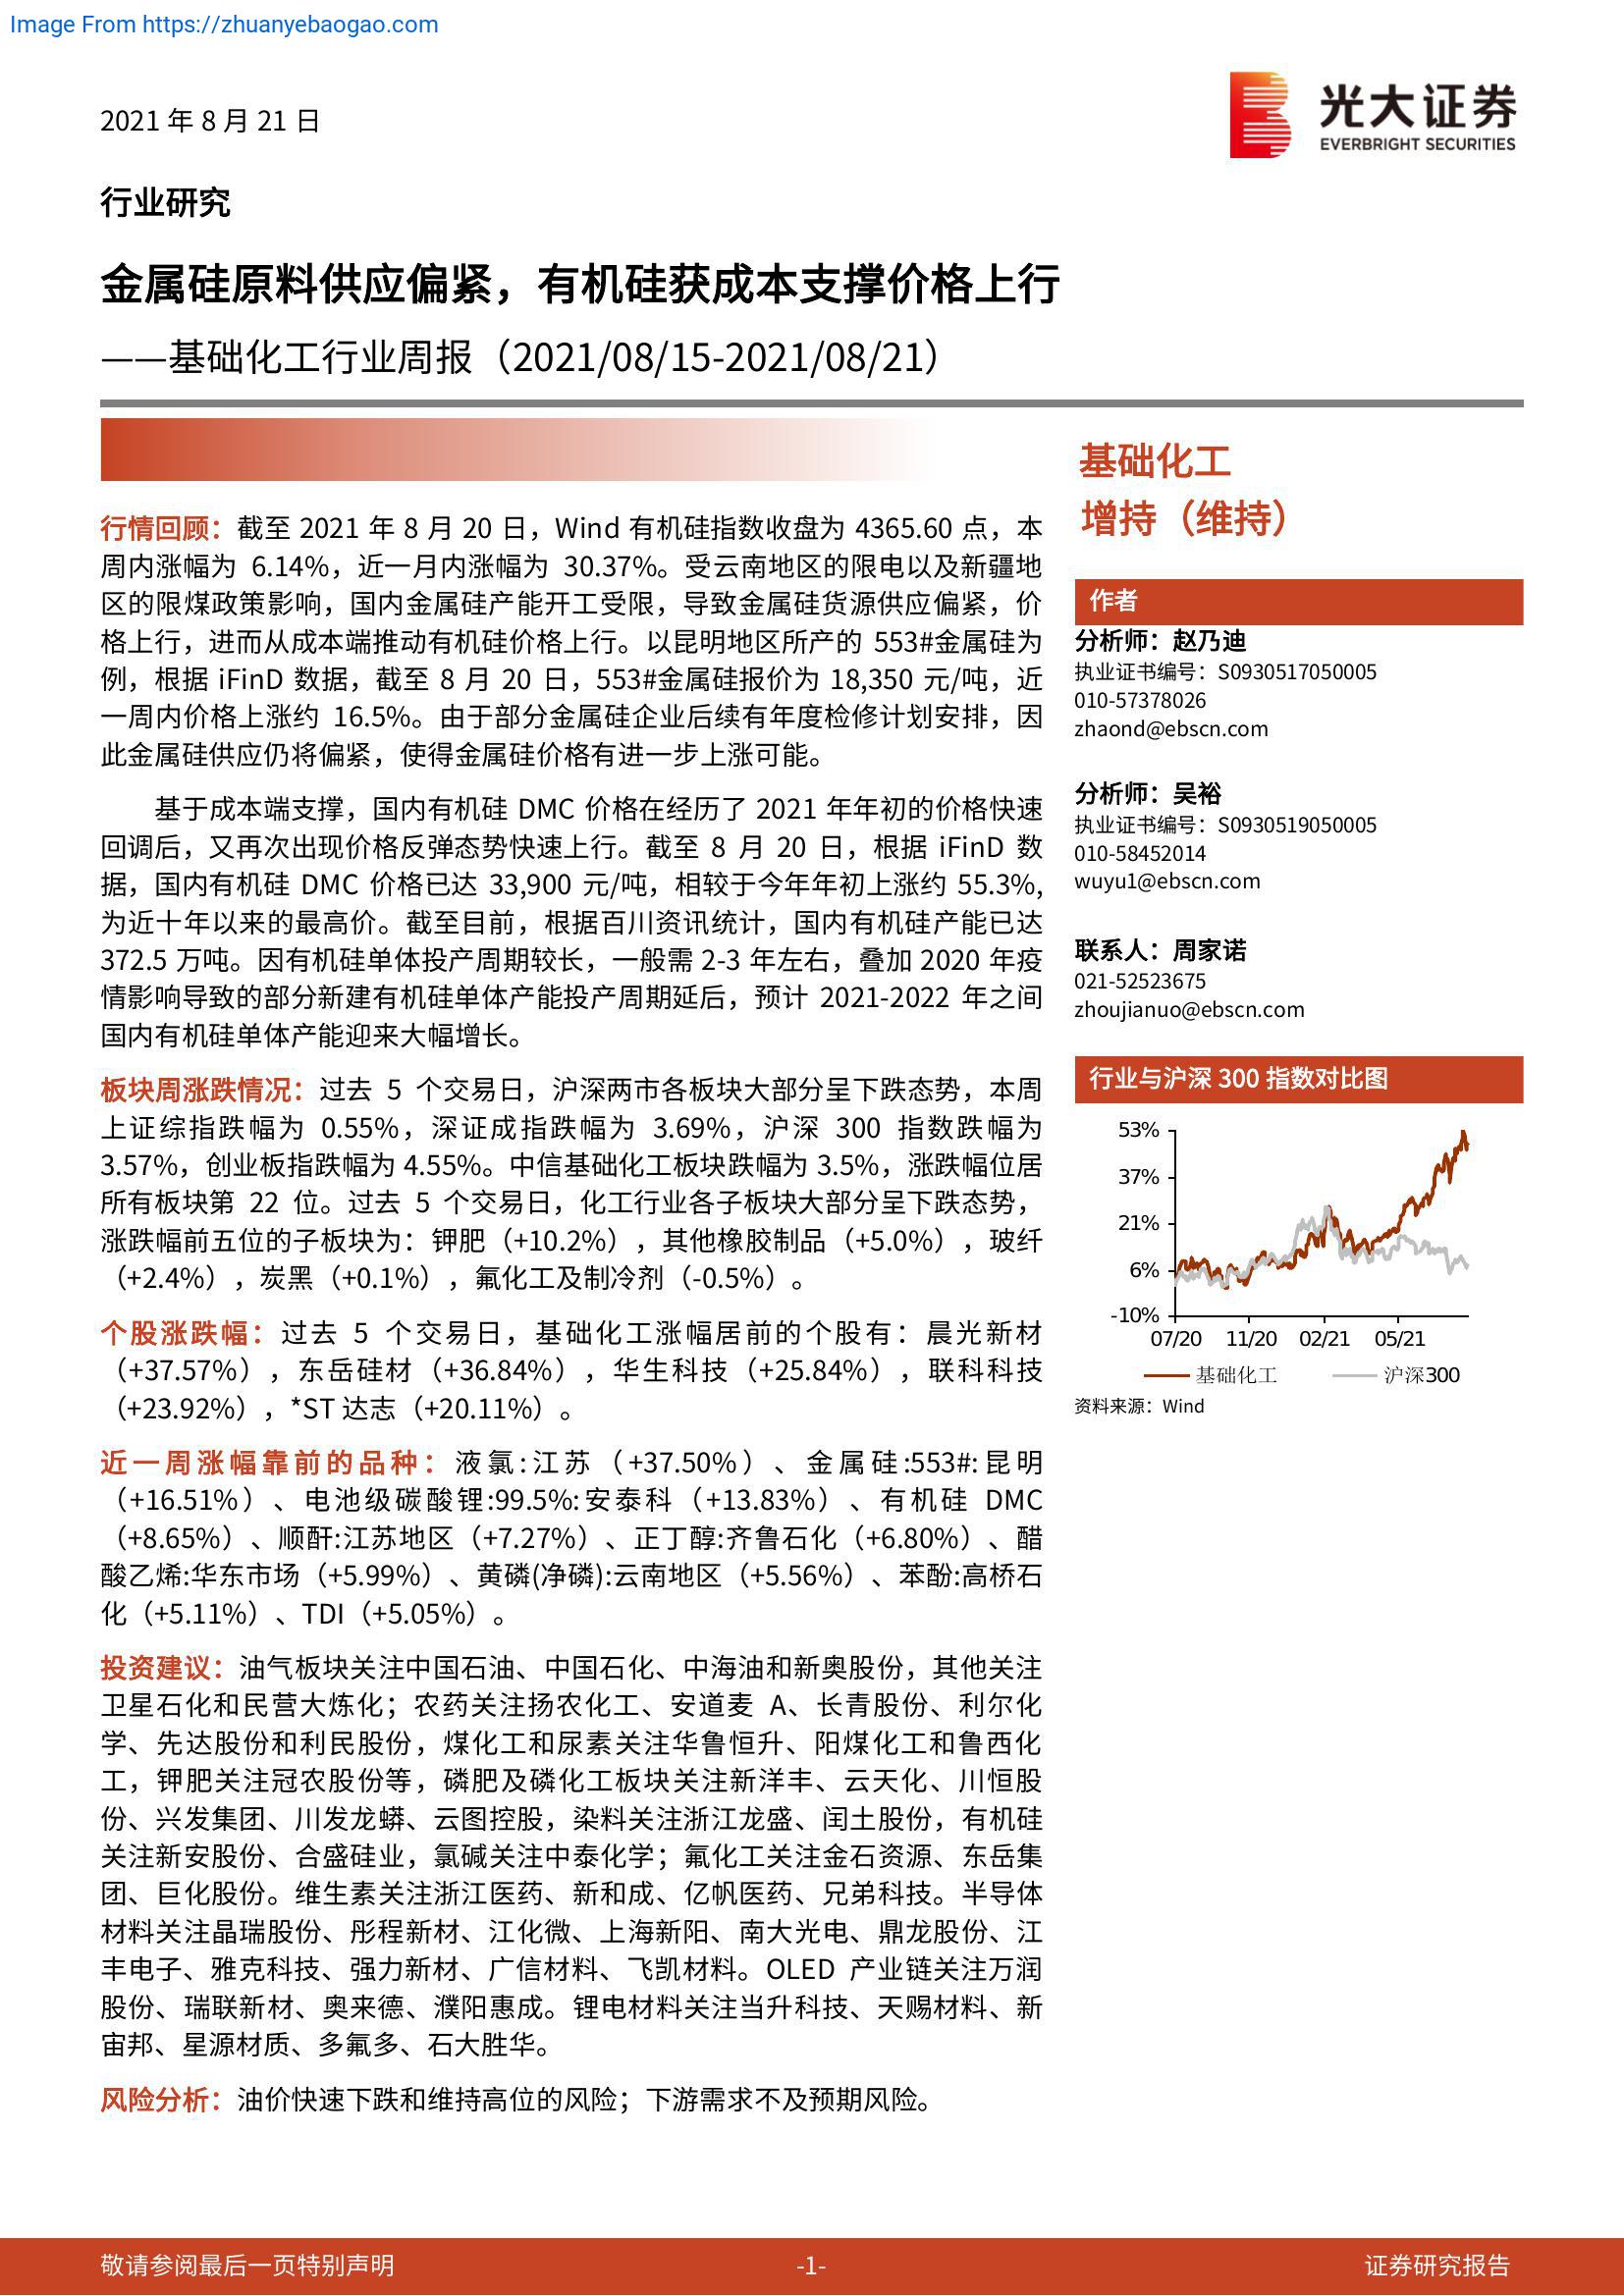 Image From https://zhuanyebaogao.com
2021 年 8 月 21 日
光大证券
EVERBRIGHT SECURITIES
行业研究
金属硅原料供应偏紧，有机硅获成本支撑价格上行
——基础化工行业周报（2021/08/15-2021/08/21）
行情回顾：截至 2021 年 8 月 20 日，Wind 有机硅指数收盘为 4365.60 点，本
周内涨幅为 6.14%，近一月内涨幅为 30.37%。受云南地区的限电以及新疆地
区的限煤政策影响，国内金属硅产能开工受限，导致金属硅货源供应偏紧，价
格上行，进而从成本端推动有机硅价格上行。以昆明地区所产的 553#金属硅为
例，根据 iFinD 数据，截至 8 月 20 日，553#金属硅报价为 18,350 元/吨，近
一周内价格上涨约 16.5%。由于部分金属硅企业后续有年度检修计划安排，因
此金属硅供应仍将偏紧，使得金属硅价格有进一步上涨可能。
基于成本端支撑，国内有机硅 DMC 价格在经历了 2021 年年初的价格快速
回调后，又再次出现价格反弹态势快速上行。截至 8 月 20 日，根据 iFinD 数
据，国内有机硅 DMC 价格已达 33,900 元/吨，相较于今年年初上涨约 55.3%,
为近十年以来的最高价。截至目前，根据百川资讯统计，国内有机硅产能已达
372.5 万吨。因有机硅单体投产周期较长，一般需 2-3 年左右，叠加 2020 年疫
情影响导致的部分新建有机硅单体产能投产周期延后，预计 2021-2022 年之间
国内有机硅单体产能迎来大幅增长。
板块周涨跌情况：过去 5 个交易日，沪深两市各板块大部分呈下跌态势，本周
上证综指跌幅为 0.55%，深证成指跌幅为 3.69%，沪深 300 指数跌幅为
3.57%，创业板指跌幅为 4.55%。中信基础化工板块跌幅为 3.5%，涨跌幅位居
所有板块第 22 位。过去 5 个交易日，化工行业各子板块大部分呈下跌态势，
涨跌幅前五位的子板块为：钾肥（+10.2%），其他橡胶制品（+5.0%），玻纤
（+2.4%），炭黑（+0.1%），氟化工及制冷剂（-0.5%）。
个股涨跌幅：过去 5 个交易日，基础化工涨幅居前的个股有：晨光新材
（+37.57%），东岳硅材（+36.84%），华生科技（+25.84%），联科科技
（+23.92%），*ST 达志（+20.11%）。
近一周涨幅靠前的品种：液氯:江苏（+37.50%）、金属硅:553#:昆明
（+16.51%）、电池级碳酸锂:99.5%:安泰科（+13.83%）、有机硅 DMC
（+8.65%）、顺酐:江苏地区（+7.27%）、正丁醇:齐鲁石化（+6.80%）、醋
酸乙烯:华东市场（+5.99%）、黄磷(净磷):云南地区（+5.56%）、苯酚:高桥石
化（+5.11%）、TDI（+5.05%）。
投资建议：油气板块关注中国石油、中国石化、中海油和新奥股份，其他关注
卫星石化和民营大炼化；农药关注扬农化工、安道麦 A、长青股份、利尔化
学、先达股份和利民股份，煤化工和尿素关注华鲁恒升、阳煤化工和鲁西化
工，钾肥关注冠农股份等，磷肥及磷化工板块关注新洋丰、云天化、川恒股
份、兴发集团、川发龙蟒、云图控股，染料关注浙江龙盛、闰土股份，有机硅
关注新安股份、合盛硅业，氯碱关注中泰化学；氟化工关注金石资源、东岳集
团、巨化股份。维生素关注浙江医药、新和成、亿帆医药、兄弟科技。半导体
材料关注晶瑞股份、彤程新材、江化微、上海新阳、南大光电、鼎龙股份、江
丰电子、雅克科技、强力新材、广信材料、飞凯材料。OLED 产业链关注万润
股份、瑞联新材、奥来德、濮阳惠成。锂电材料关注当升科技、天赐材料、新
宙邦、星源材质、多氟多、石大胜华。
风险分析：油价快速下跌和维持高位的风险；下游需求不及预期风险。
基础化工
增持（维持）
作者
分析师：赵乃迪
执业证书编号：S0930517050005
010-57378026
zhaond@ebscn.com
分析师：吴裕
执业证书编号：S0930519050005
010-58452014
wuyu1@ebscn.com
联系人：周家诺
021-52523675
zhoujianuo@ebscn.com
行业与沪深 300 指数对比图
53%
37%
21%
6%
-10%
07/20 11/20 02/21 05/21
基础化工 沪深300
资料来源：Wind
敬请参阅最后一页特别声明 -1- 证券研究报告